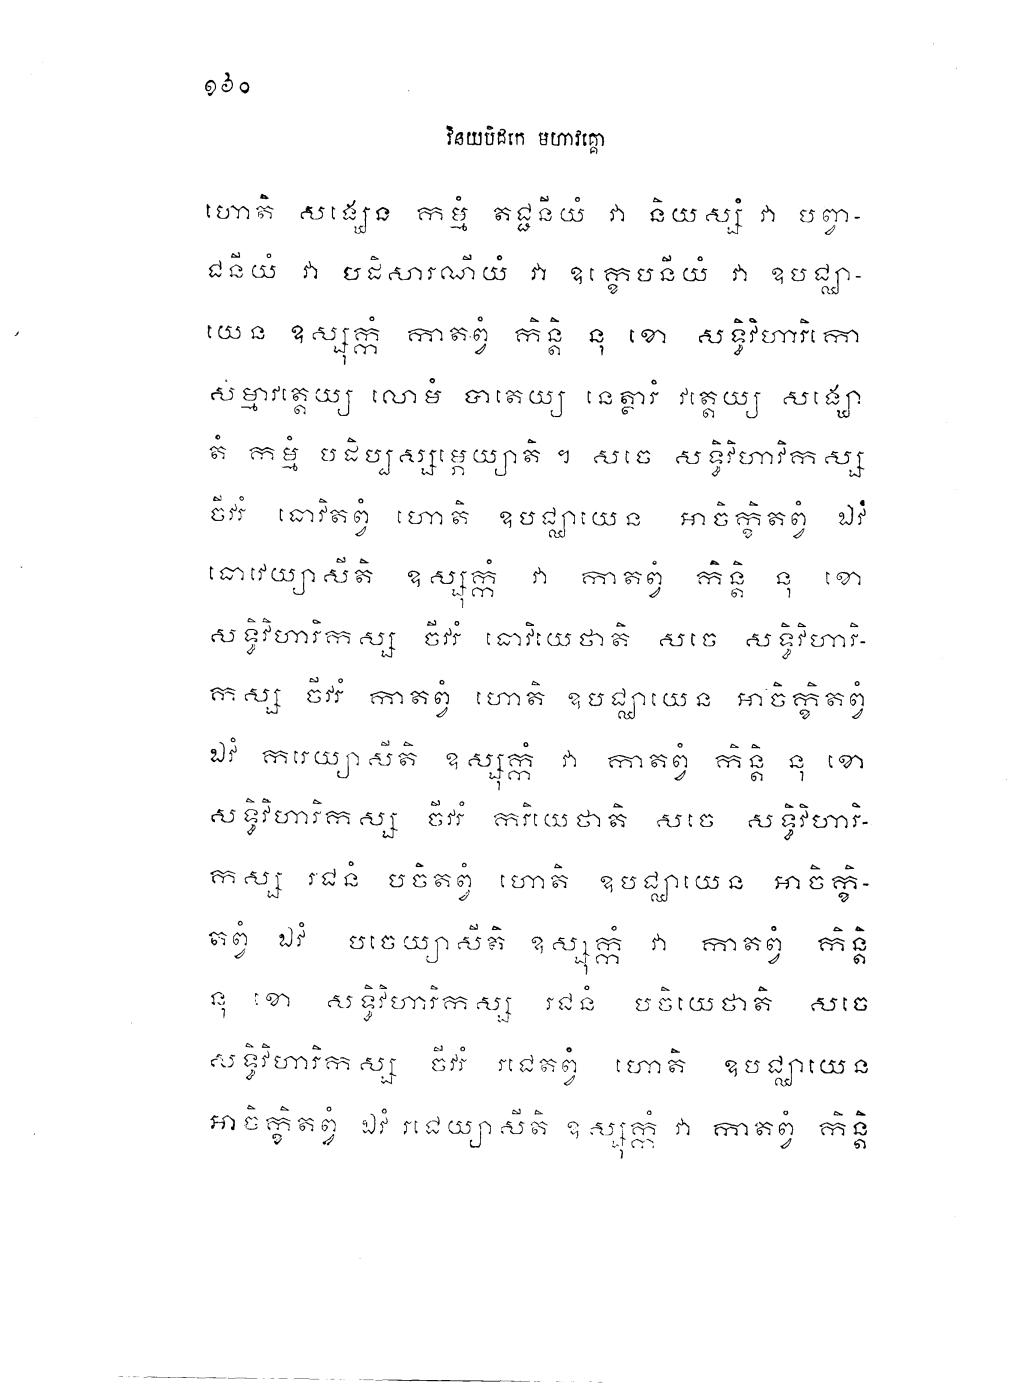 ១៦០
វិនយបិដកេ មហាវគ្គោ
ហោតិ សង្ឃេន កម្មំ តជ្ជនីយំ វា និយស្សំ វា បព្វា-
ជនីយំ វា បដិសារណីយំ វា ឧក្ខេបនីយំ វា ឧបជ្ឈា-
យេន ឧស្សុក្កំ កាតព្វំ កិន្តិ នុ ខោ សទ្ធិវិហារិកោ
សម្មាវត្តេយ្យ លោមំ បាតេយ្យ នេត្ថារំ វត្តេយ្យ សង្ឃោ
តំ កម្មំ បដិប្បស្សម្ភេយ្យាតិ ។ សចេ សទ្ធិវិហារិកស្ស
ចីវរំ ធោវិតព្វំ ហោតិ ឧបជ្ឈាយេន អាចិក្ខិតព្វំ ឯវំ
ធោវេយ្យាសីតិ ឧស្សុក្កំ វា កាតព្វំ កិន្តិ នុ ខោ
សទ្ធិវិហារិកស្ស ចីវរំ ធោវិយេថាតិ សចេ សទ្ធិវិហារិ-
កស្ស ចីវរំ កាតព្វំ ហោតិ ឧបជ្ឈាយេន អាចិក្ខិតព្វំ
ឯវំ ករេយ្យាសីតិ ឧស្សុក្កំ វា កាតព្វំ កិន្តិ នុ ខោ
សទ្ធិវិហារិកស្ស ចីវរំ ករិយេថាតិ សចេ សទ្ធិវិហារិ-
កស្ស រជនំ បចិតព្វំ ហោតិ ឧបជ្ឈាយេន អាចិក្ខិ-
តព្វំ ឯវំ បចេយ្យាសីតិ ឧស្សុក្កំ វា កាតព្វំ កិន្តិ
នុ ខោ សទ្ធិវិហារិកស្ស រជនំ បចិយេថាតិ សចេ
សទ្ធិវិហារិកស្ស ចីវរំ រជេតព្វំ ហោតិ ឧបជ្ឈាយេន
អាចិក្ខិតព្វំ ឯវំ រជេយ្យាសីតិ ឧស្សុក្កំ វា កាតព្វំ កិន្តិ